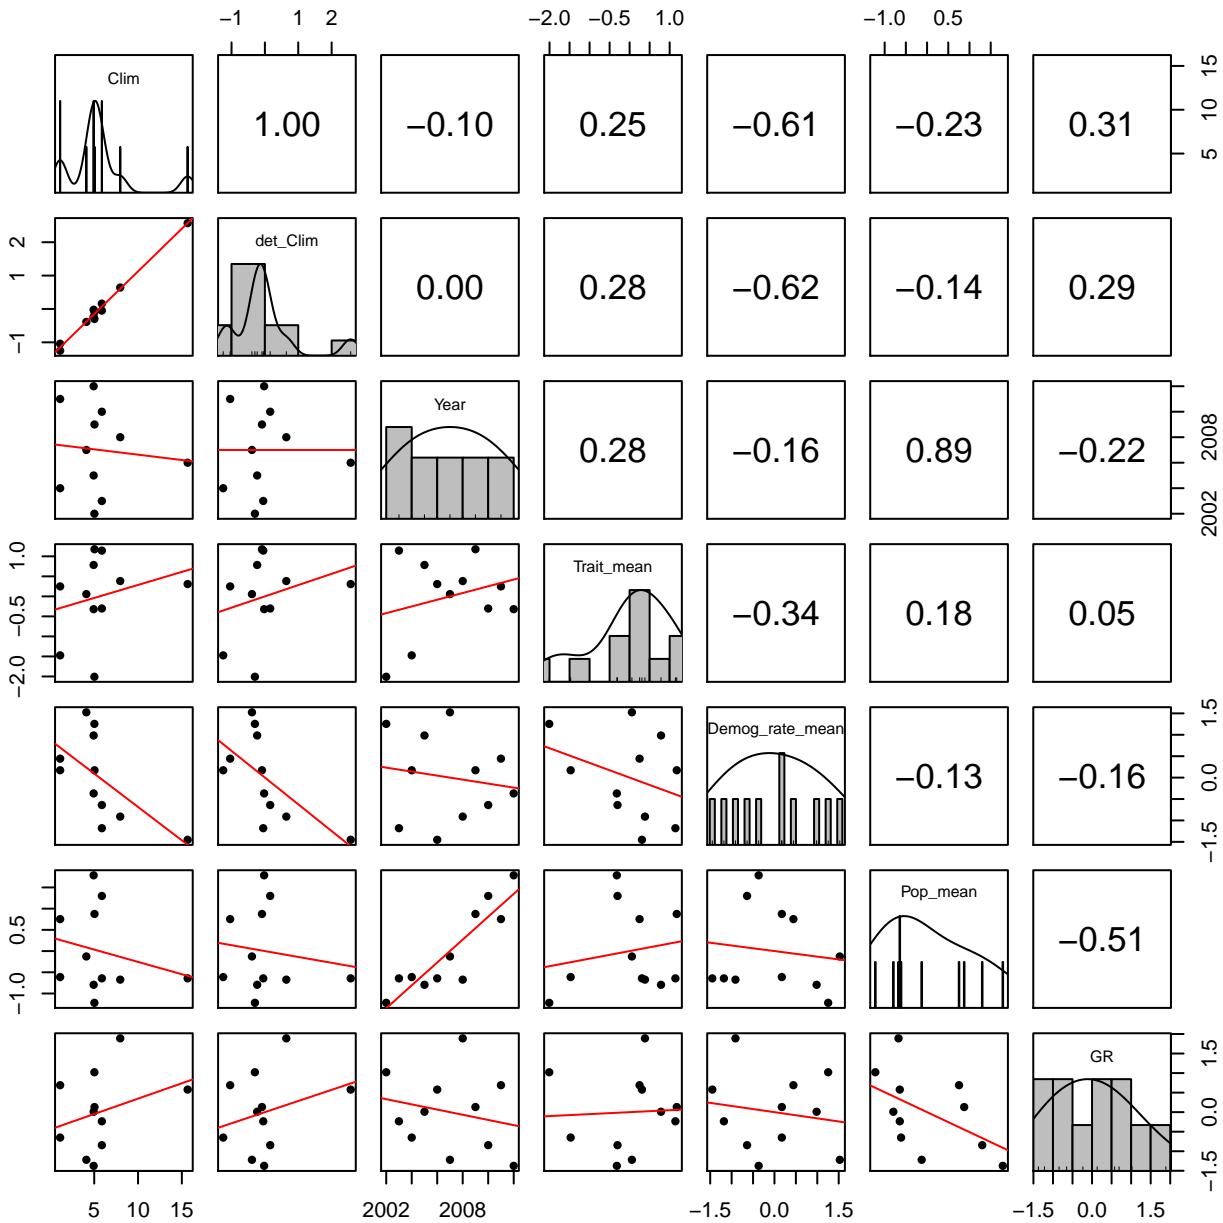 −1 1 2 −2.0 −0.5 1.0 −1.0 0.5
Clim 1.00 −0.10 0.25 −0.61 −0.23 0.31
5 10 15
−1 1 2
det_Clim 0.00 0.28 −0.62 −0.14 0.29
Year 0.28 −0.16 0.89 −0.22
2002 2008
−2.0 −0.5 1.0
Trait_mean −0.34 0.18 0.05
Demog_rate_mean −0.13 −0.16
−1.5 0.0 1.5
−1.0 0.5
Pop_mean −0.51
GR
−1.5 0.0 1.5
5 10 15 2002 2008 −1.5 0.0 1.5 −1.5 0.0 1.5